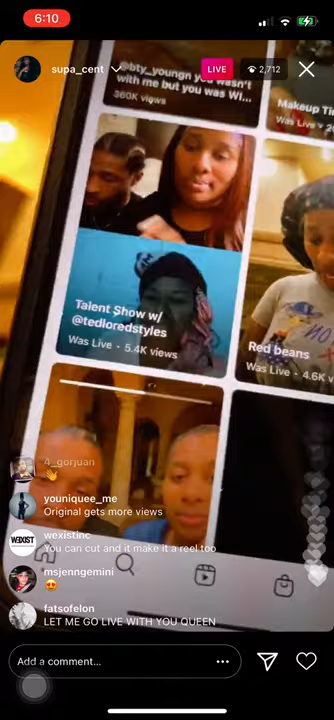 6:10
supa_cent
LIVE
2,712
@bty_youngn you wasn't
with me but you was Wi...
360K views
Makeup
Was Live
Talent Show w/
@tedloredstyles
Was Live • 5.4K views
Red beans
Was Live • 4.6K
4_gorjuan
👋
youniquee_me
Original gets more views
wexistinc
WEXIST
You can cut and it make it a reel too
msjenngemini
😍
fatsofelon
LET ME GO LIVE WITH YOU QUEEN
Add a comment...